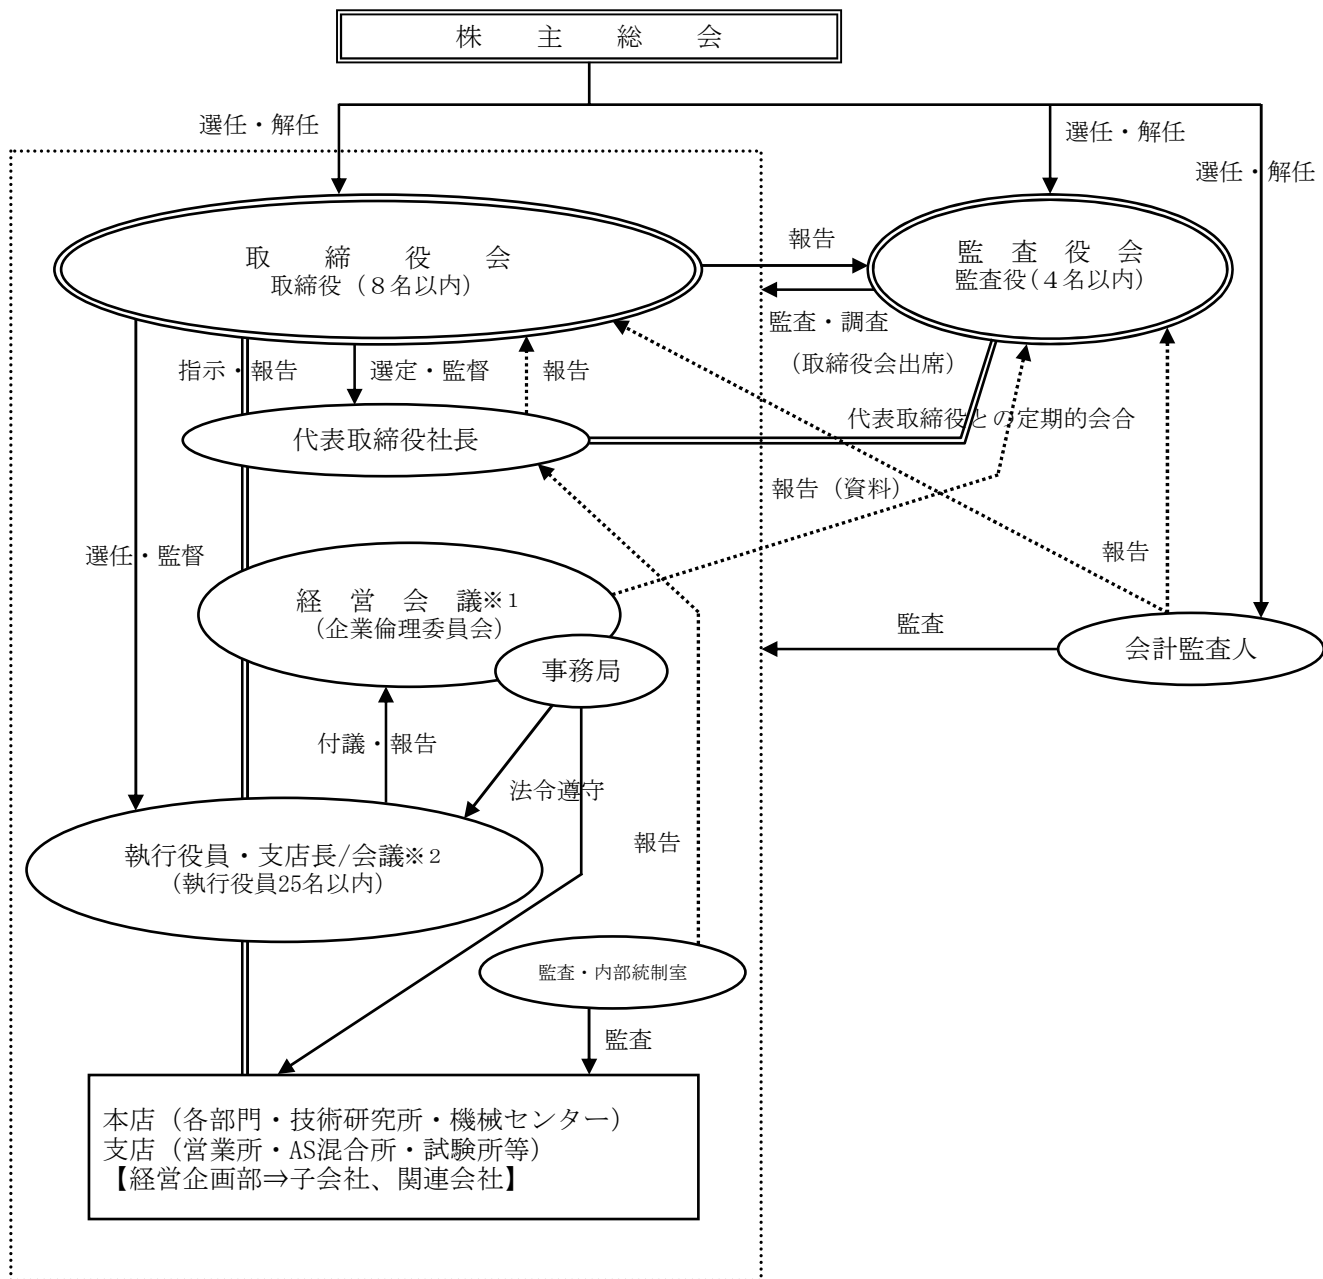 株　主　総　会
選任・解任
選任・解任
選任・解任
取　締　役　会
取締役（８名以内）
報告
監　査　役　会
監査役(４名以内)
監査・調査
（取締役会出席）
指示・報告
選定・監督
報告
代表取締役社長
代表取締役との定期的会合
報告（資料）
選任・監督
報告
経　営　会　議※１
（企業倫理委員会）
事務局
監査
会計監査人
付議・報告
法令遵守
報告
執行役員・支店長/会議※２
（執行役員25名以内）
監査・内部統制室
監査
本店（各部門・技術研究所・機械センター）
支店（営業所・AS混合所・試験所等）
【経営企画部⇒子会社、関連会社】